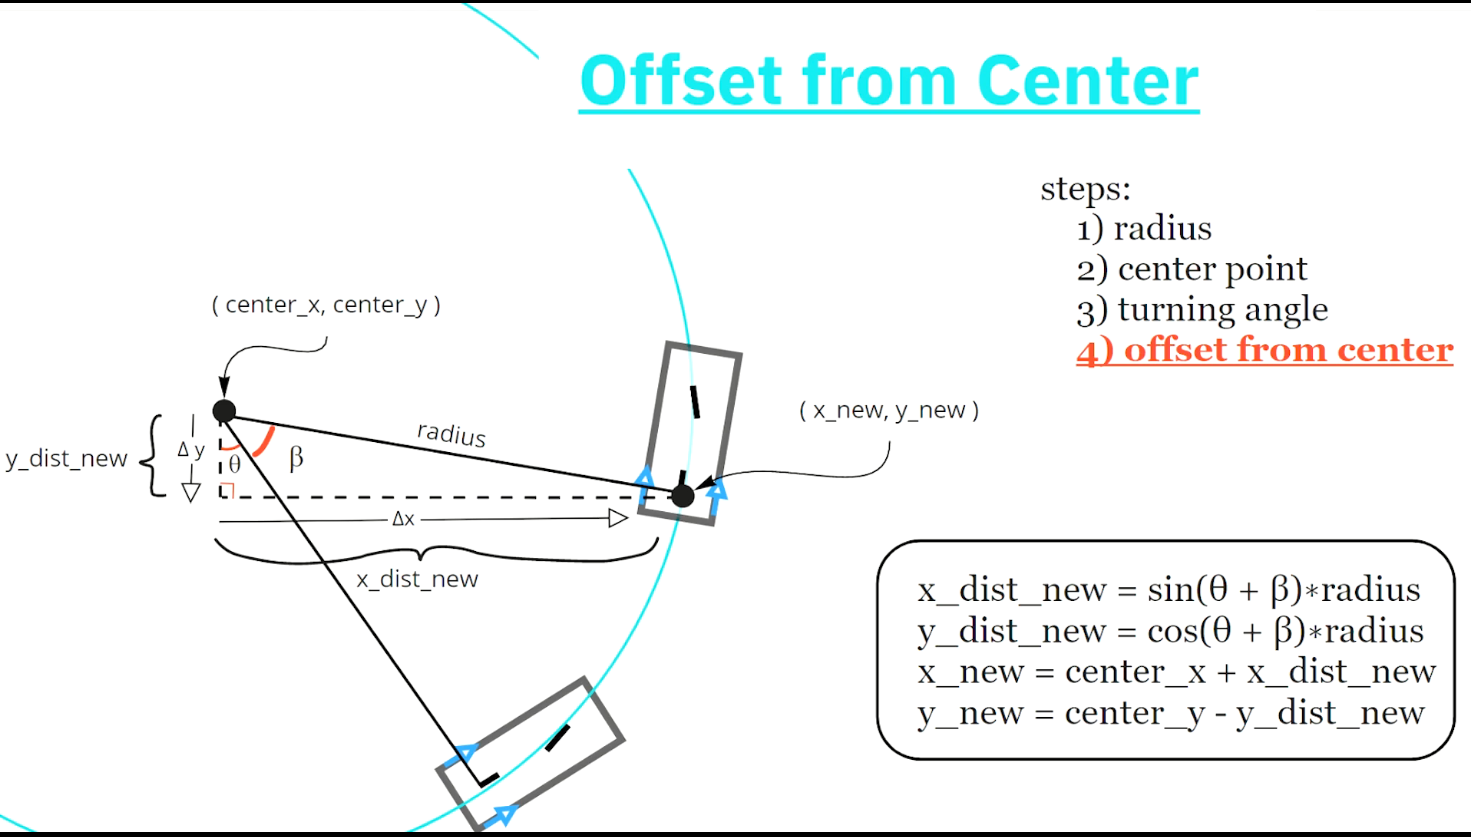 Offset from Center
steps:
1) radius
2) center point
3) turning angle
4) offset from center
( center_x, center_y )
radius
( x_new, y_new )
y_dist_new
Δ y
θ
β
Δx
x_dist_new
x_dist_new = sin(θ + β)*radius
y_dist_new = cos(θ + β)*radius
x_new = center_x + x_dist_new
y_new = center_y - y_dist_new